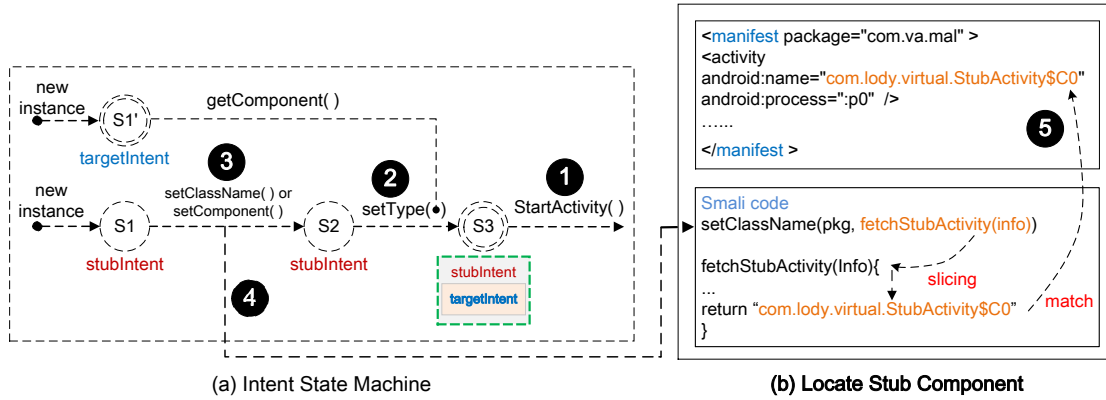 new
instance
S1'
targetIntent
getComponent( )
new
instance
S1
stubIntent
3
setClassName( ) or
setComponent( )
4
S2
stubIntent
2
setType( )
S3
stubIntent
targetIntent
1
StartActivity( )
(a) Intent State Machine
<manifest package="com.va.mal" >
<activity
android:name="com.lody.virtual.StubActivity$C0"
android:process=":p0" />
…...
</manifest >
5
Smali code
setClassName(pkg, fetchStubActivity(info))
fetchStubActivity(Info){
...
slicing
return “com.lody.virtual.StubActivity$C0”
}
match
(b) Locate Stub Component